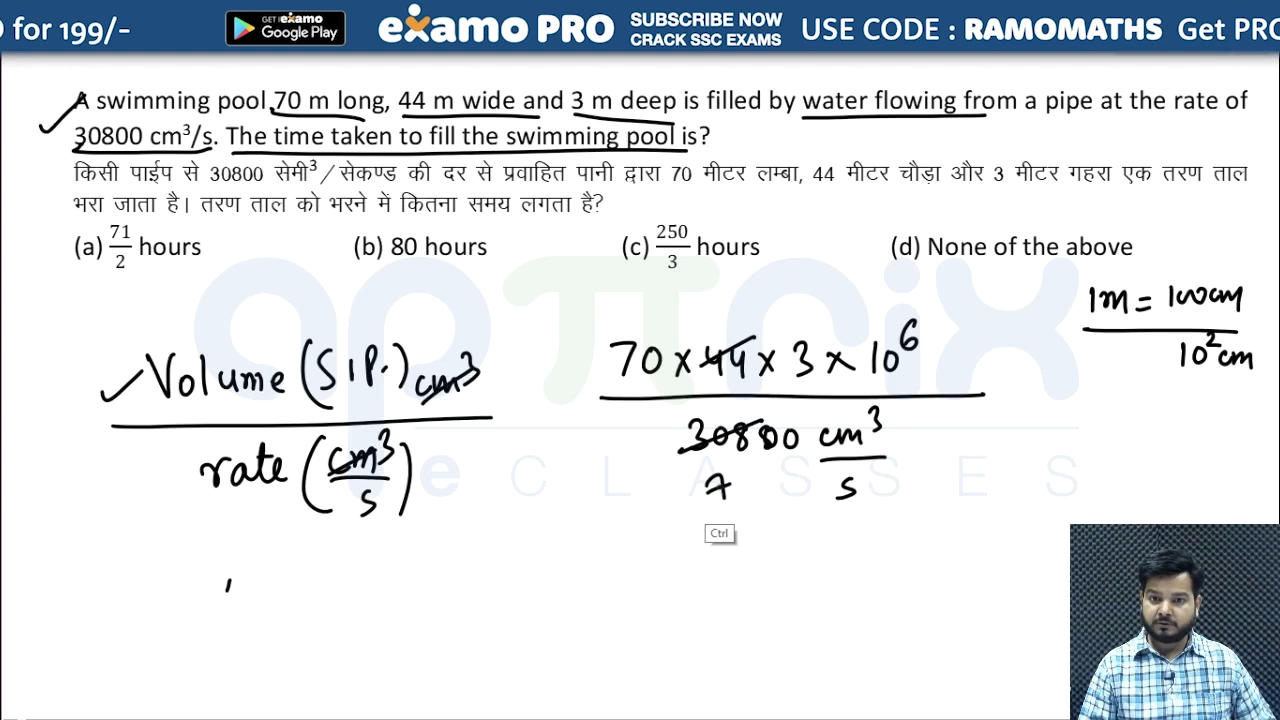 for 199/-
GET IT examo
Google Play
examo PRO
SUBSCRIBE NOW
CRACK SSC EXAMS
USE CODE : RAMOMATHS Get PRO
A swimming pool 70 m long, 44 m wide and 3 m deep is filled by water flowing from a pipe at the rate of
30800 cm³/s. The time taken to fill the swimming pool is?
किसी पाईप से 30800 सेमी³/सेकण्ड की दर से प्रवाहित पानी द्वारा 70 मीटर लम्बा, 44 मीटर चौड़ा और 3 मीटर गहरा एक तरण ताल
भरा जाता है। तरण ताल को भरने में कितना समय लगता है?
(a) 71/2 hours (b) 80 hours (c) 250/3 hours (d) None of the above
1m = 100cm
10² cm
Volume (S.P.) cm³
rate (cm³/s)
70 x 44 x 3 x 10⁶
30800 cm³/s
7
e CLASSES
Ctrl